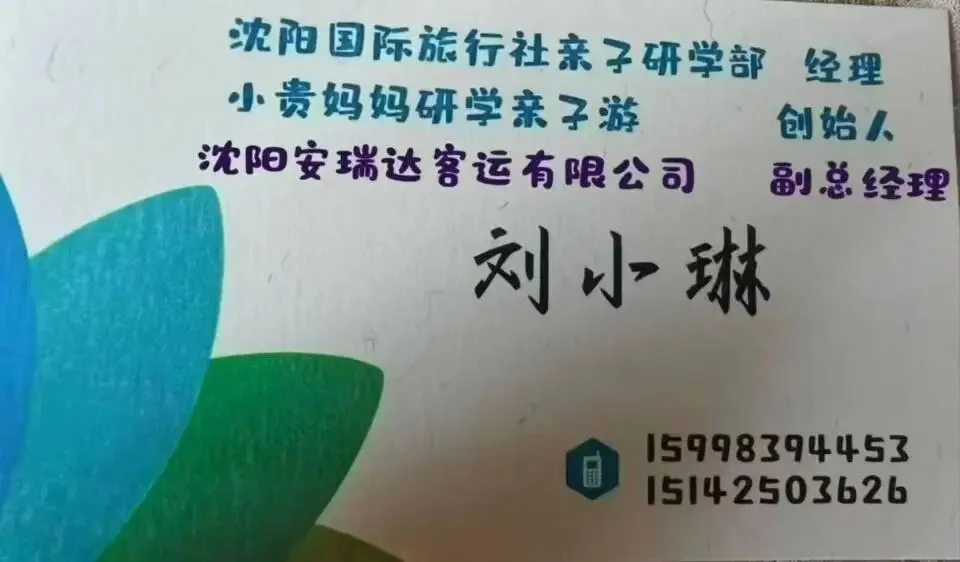 沈阳国际旅行社亲子研学部 经理
小贵妈妈研学亲子游 创始人
沈阳安瑞达客运有限公司 副总经理
刘小琳
15998394453
15142503626